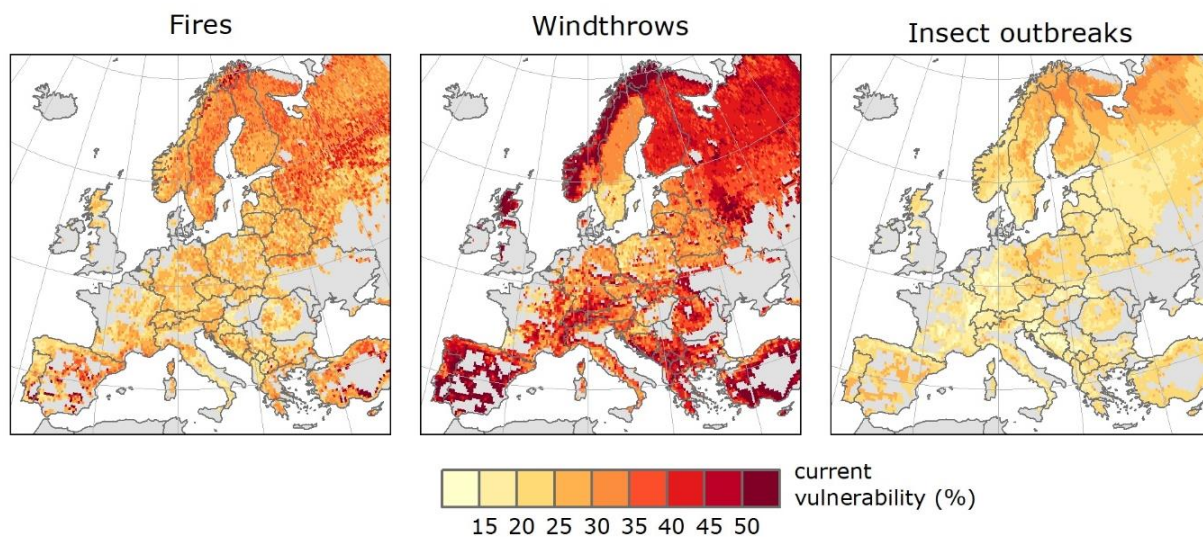 Fires
Windthrows
Insect outbreaks
current
vulnerability (%)
15 20 25 30 35 40 45 50